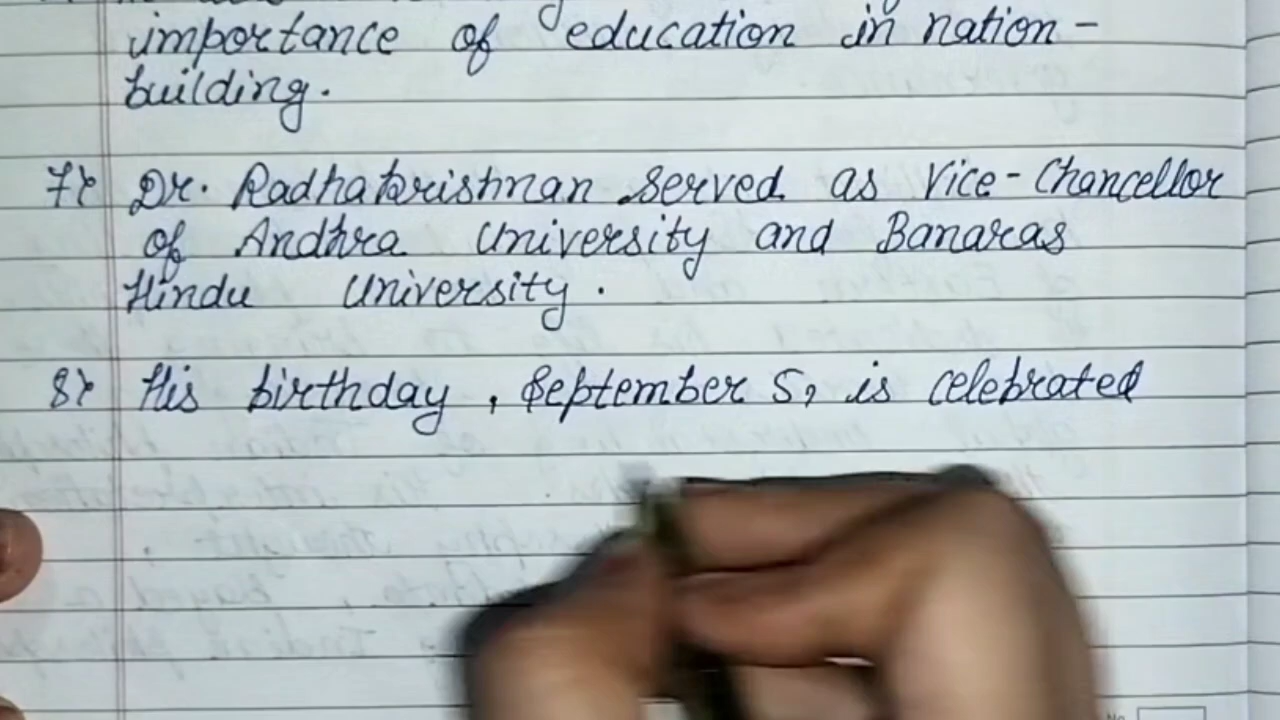 importance of education in nation-
building.
7) Dr. Radhakrishnan served as Vice-Chancellor
of Andhra University and Banaras
Hindu University.
8) His birthday, September 5, is celebrated